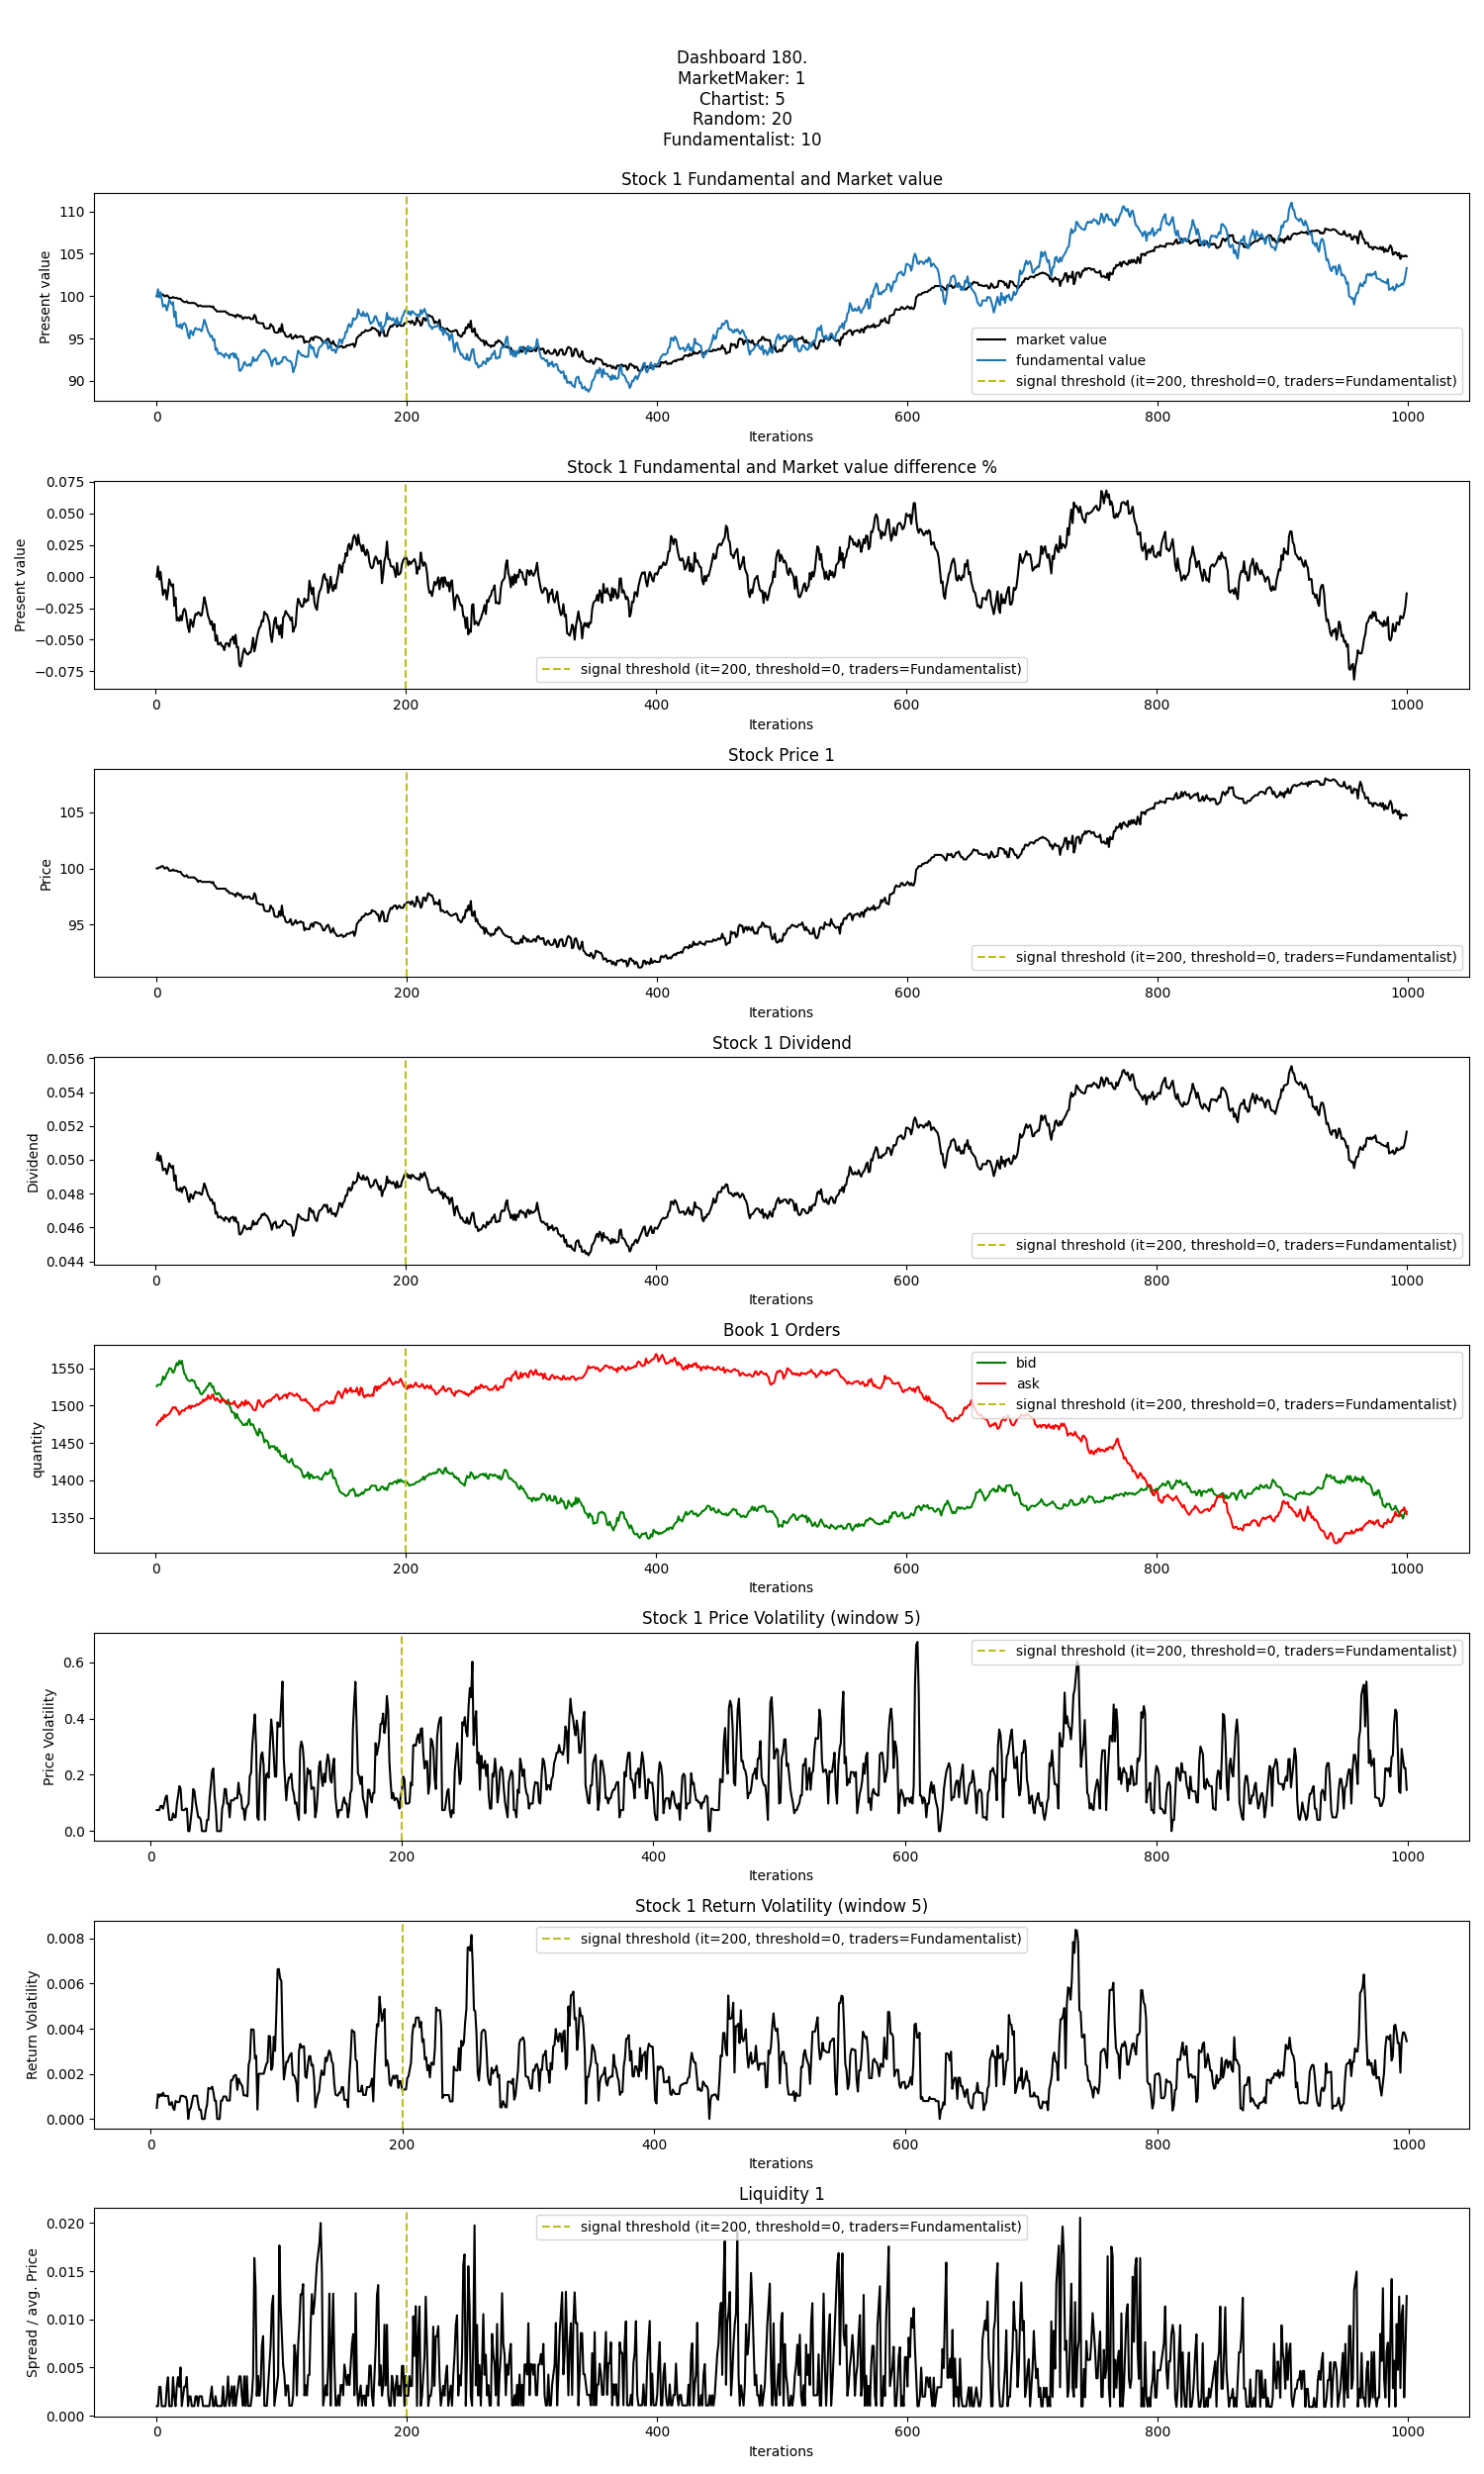 Dashboard 180.
MarketMaker: 1
Chartist: 5
Random: 20
Fundamentalist: 10
Stock 1 Fundamental and Market value
Present value
110
105
100
95
90
market value
fundamental value
signal threshold (it=200, threshold=0, traders=Fundamentalist)
0 200 400 600 800 1000
Iterations
Stock 1 Fundamental and Market value difference %
Present value
0.075
0.050
0.025
0.000
−0.025
−0.050
−0.075
signal threshold (it=200, threshold=0, traders=Fundamentalist)
0 200 400 600 800 1000
Iterations
Stock Price 1
Price
105
100
95
signal threshold (it=200, threshold=0, traders=Fundamentalist)
0 200 400 600 800 1000
Iterations
Stock 1 Dividend
Dividend
0.056
0.054
0.052
0.050
0.048
0.046
0.044
signal threshold (it=200, threshold=0, traders=Fundamentalist)
0 200 400 600 800 1000
Iterations
Book 1 Orders
quantity
1550
1500
1450
1400
1350
bid
ask
signal threshold (it=200, threshold=0, traders=Fundamentalist)
0 200 400 600 800 1000
Iterations
Stock 1 Price Volatility (window 5)
Price Volatility
0.6
0.4
0.2
0.0
signal threshold (it=200, threshold=0, traders=Fundamentalist)
0 200 400 600 800 1000
Iterations
Stock 1 Return Volatility (window 5)
Return Volatility
0.008
0.006
0.004
0.002
0.000
signal threshold (it=200, threshold=0, traders=Fundamentalist)
0 200 400 600 800 1000
Iterations
Liquidity 1
Spread / avg. Price
0.020
0.015
0.010
0.005
0.000
signal threshold (it=200, threshold=0, traders=Fundamentalist)
0 200 400 600 800 1000
Iterations